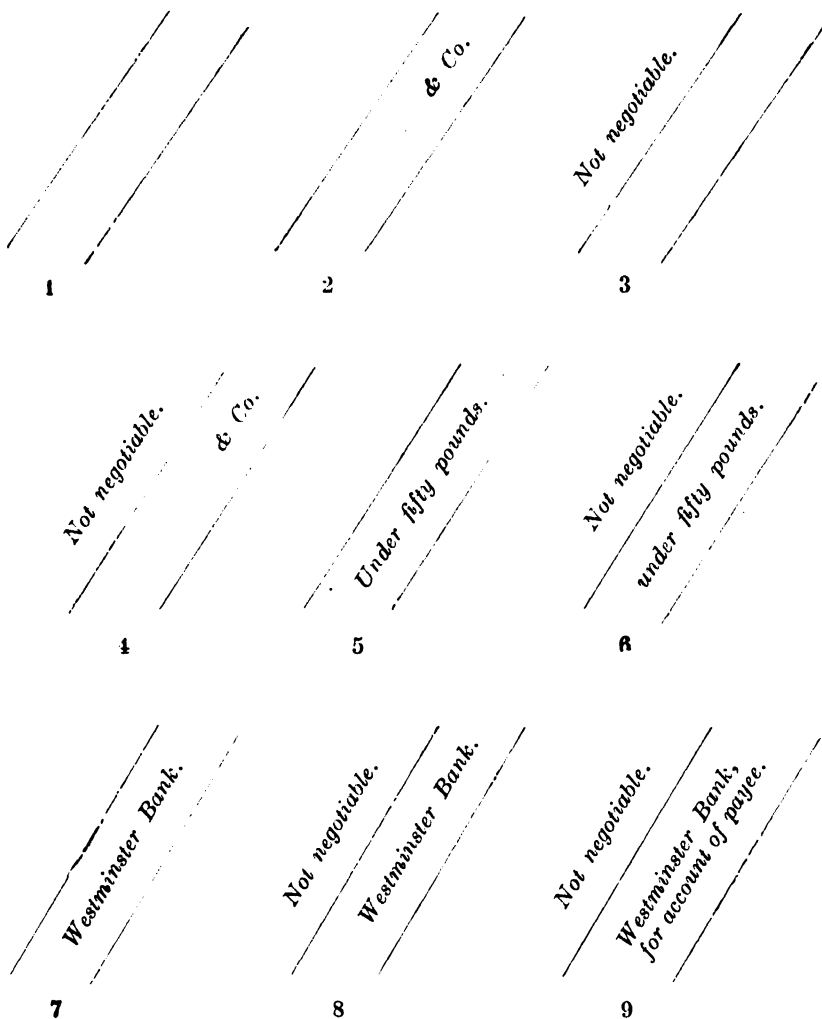 1
& Co.
2
Not negotiable.
3
Not negotiable.
& Co.
4
Under fifty pounds.
5
Not negotiable.
under fifty pounds.
6
Westminster Bank.
7
Not negotiable.
Westminster Bank.
8
Not negotiable.
Westminster Bank,
for account of payee.
9